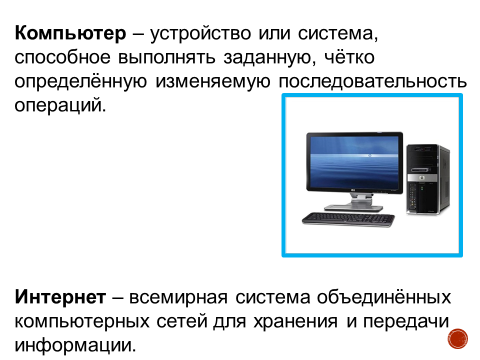 Компьютер – устройство или система,
способное выполнять заданную, чётко
определённую изменяемую последовательность
операций.
Интернет – всемирная система объединённых
компьютерных сетей для хранения и передачи
информации.